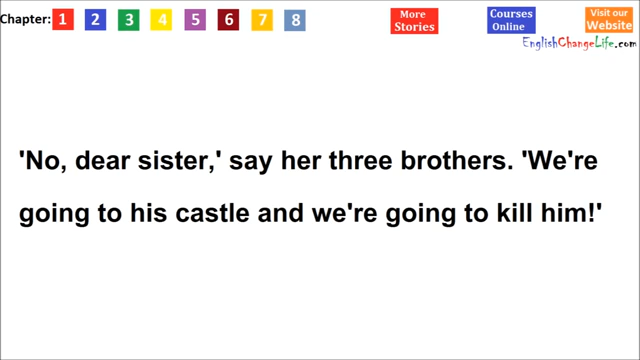 Chapter: 1 2 3 4 5 6 7 8
More
Stories
Courses
Online
Visit our
Website
EnglishChangeLife.com
'No, dear sister,' say her three brothers. 'We're
going to his castle and we're going to kill him!'